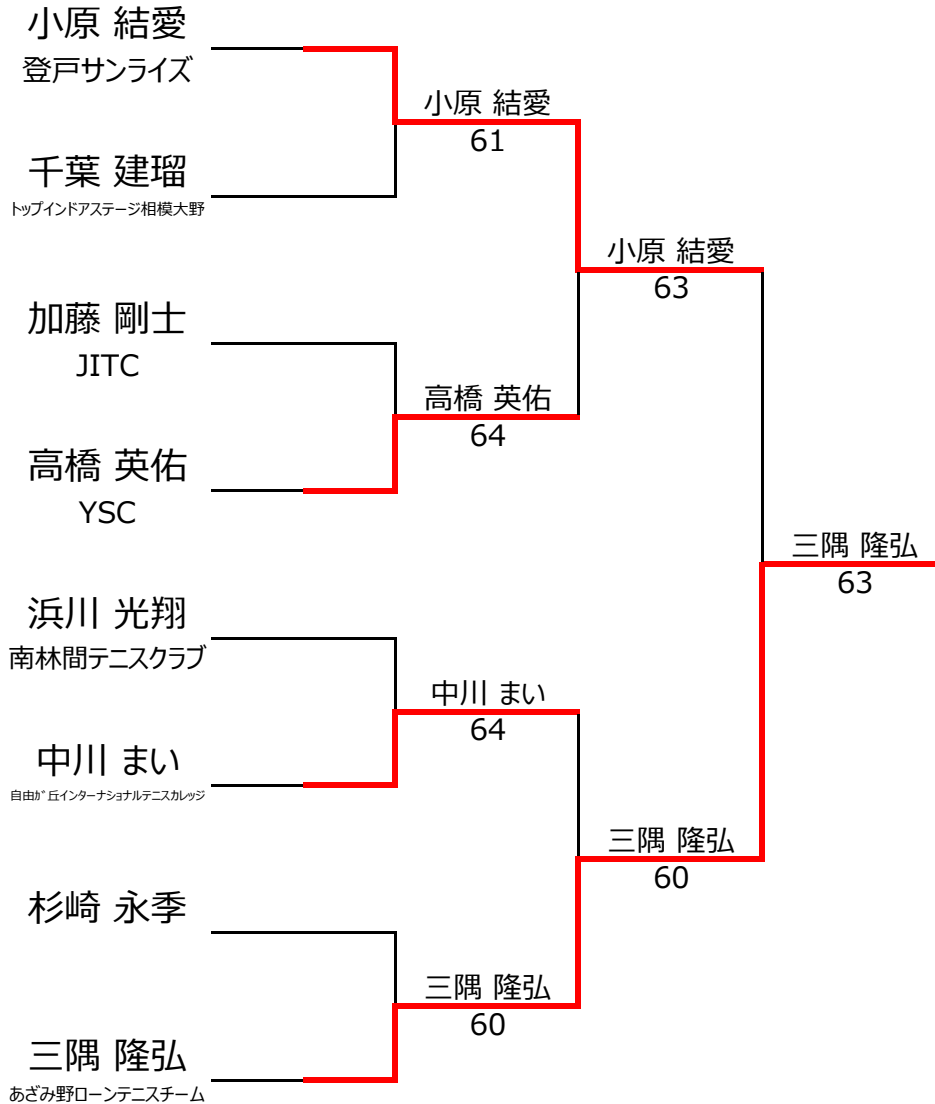 小原 結愛
登戸サンライズ
小原 結愛
61
千葉 建瑠
トップインドアステージ相模大野
小原 結愛
63
加藤 剛士
JITC
高橋 英佑
64
高橋 英佑
YSC
三隅 隆弘
63
浜川 光翔
南林間テニスクラブ
中川 まい
64
中川 まい
自由が丘インターナショナルテニスカレッジ
三隅 隆弘
60
杉崎 永季
三隅 隆弘
60
三隅 隆弘
あざみ野ローンテニスチーム